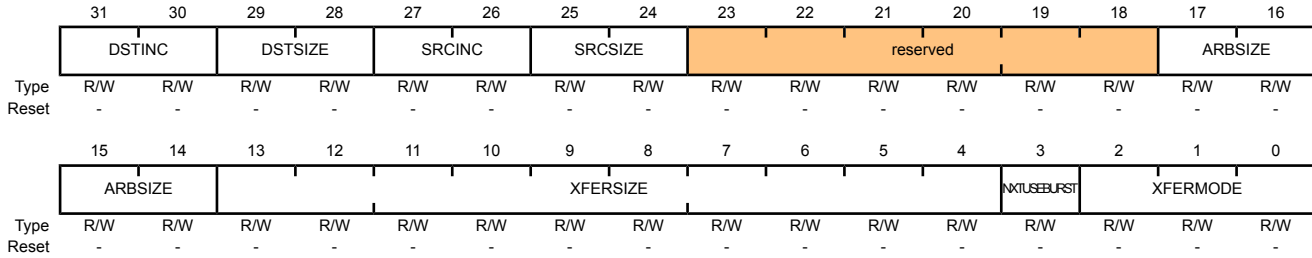 31 30 29 28 27 26 25 24 23 22 21 20 19 18 17 16
DSTINC DSTSIZE SRCINC SRCSIZE reserved ARBSIZE
Type R/W R/W R/W R/W R/W R/W R/W R/W R/W R/W R/W R/W R/W R/W R/W R/W
Reset - - - - - - - - - - - - - - - -
15 14 13 12 11 10 9 8 7 6 5 4 3 2 1 0
ARBSIZE XFERSIZE NXTUSEBURST XFERMODE
Type R/W R/W R/W R/W R/W R/W R/W R/W R/W R/W R/W R/W R/W R/W R/W R/W
Reset - - - - - - - - - - - - - - - -